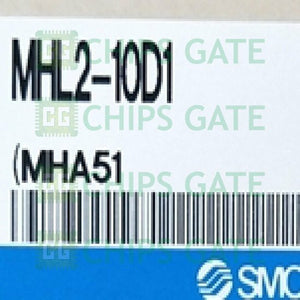 CHIPS GATE
MHL2-10D1
CHIPS GATE
(MHA51
CHIPS GATE
SMC